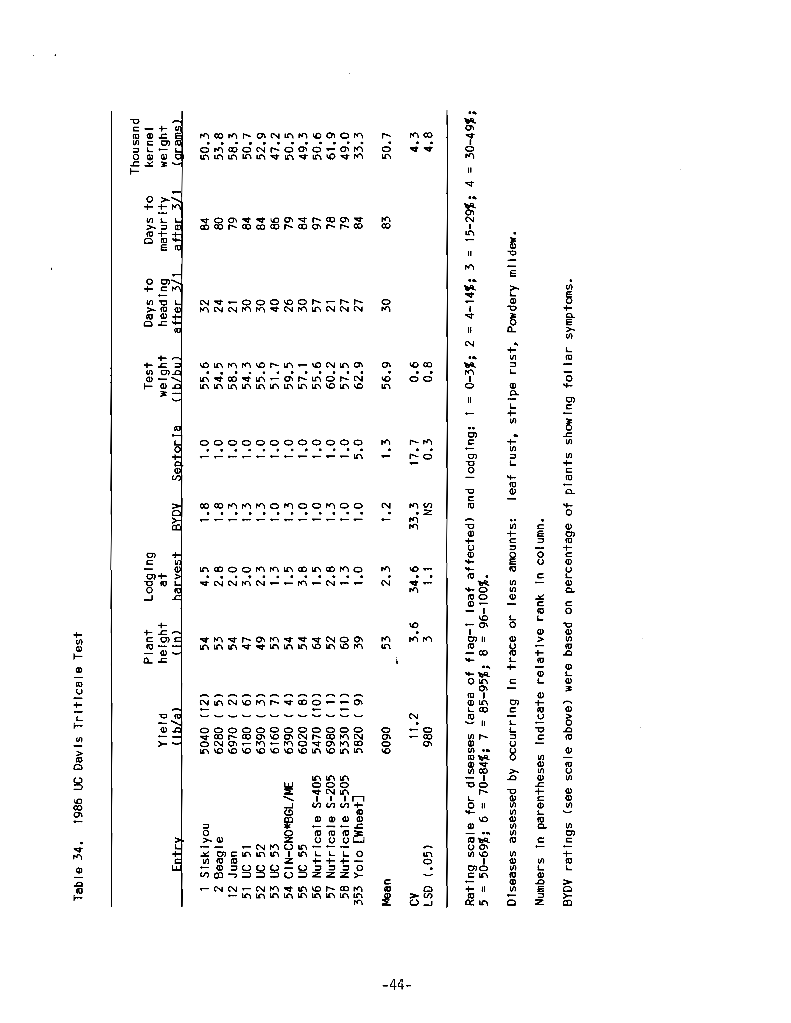 Table 34. 1986 UC Davis Triticale Test
Thousand
Plant Lodging Test Days to Days to kernel
Yield height at weight heading maturity weight
Entry (lb/a) (in) harvest BYDV Septoria (lb/bu) after 3/1 after 3/1 (grams)
1 Siskiyou 5040 (12) 54 4.5 1.8 1.0 55.6 32 84 50.3
2 Beagle 6280 ( 5) 53 2.8 1.8 1.0 54.5 24 80 53.8
12 Juan 6970 ( 2) 54 2.0 1.3 1.0 58.3 21 79 58.3
51 UC 51 6180 ( 6) 47 3.0 1.3 1.0 54.3 30 84 50.7
52 UC 52 6390 ( 3) 49 2.3 1.3 1.0 55.6 30 84 52.9
53 UC 53 6160 ( 7) 53 1.3 1.0 1.0 51.7 40 86 47.2
54 CIN-CNO*BGL/ME 6390 ( 4) 54 1.5 1.3 1.0 59.5 26 79 50.5
55 UC 55 6020 ( 8) 54 3.8 1.0 1.0 57.1 30 84 49.3
56 Nutricale S-405 5470 (10) 64 1.5 1.0 1.0 55.6 57 97 50.6
57 Nutricale S-205 6980 ( 1) 52 2.8 1.3 1.0 60.2 21 78 61.9
58 Nutricale S-505 5330 (11) 60 1.3 1.0 1.0 57.5 27 79 49.0
353 Yolo [Wheat] 5820 ( 9) 39 1.0 1.0 5.0 62.9 27 84 33.3
Mean 6090 53 2.3 1.2 1.3 56.9 30 83 50.7
CV 11.2 3.6 34.6 33.3 17.7 0.6 4.3
LSD (.05) 980 3 1.1 NS 0.3 0.8 4.8
Rating scale for diseases (area of flag-1 leaf affected) and lodging: 1 = 0-3%; 2 = 4-14%; 3 = 15-29%; 4 = 30-49%;
5 = 50-69%; 6 = 70-84%; 7 = 85-95%; 8 = 96-100%.
Diseases assessed by occurring in trace or less amounts: leaf rust, stripe rust, Powdery mildew.
Numbers in parentheses indicate relative rank in column.
BYDV ratings (see scale above) were based on percentage of plants showing foliar symptoms.
-44-